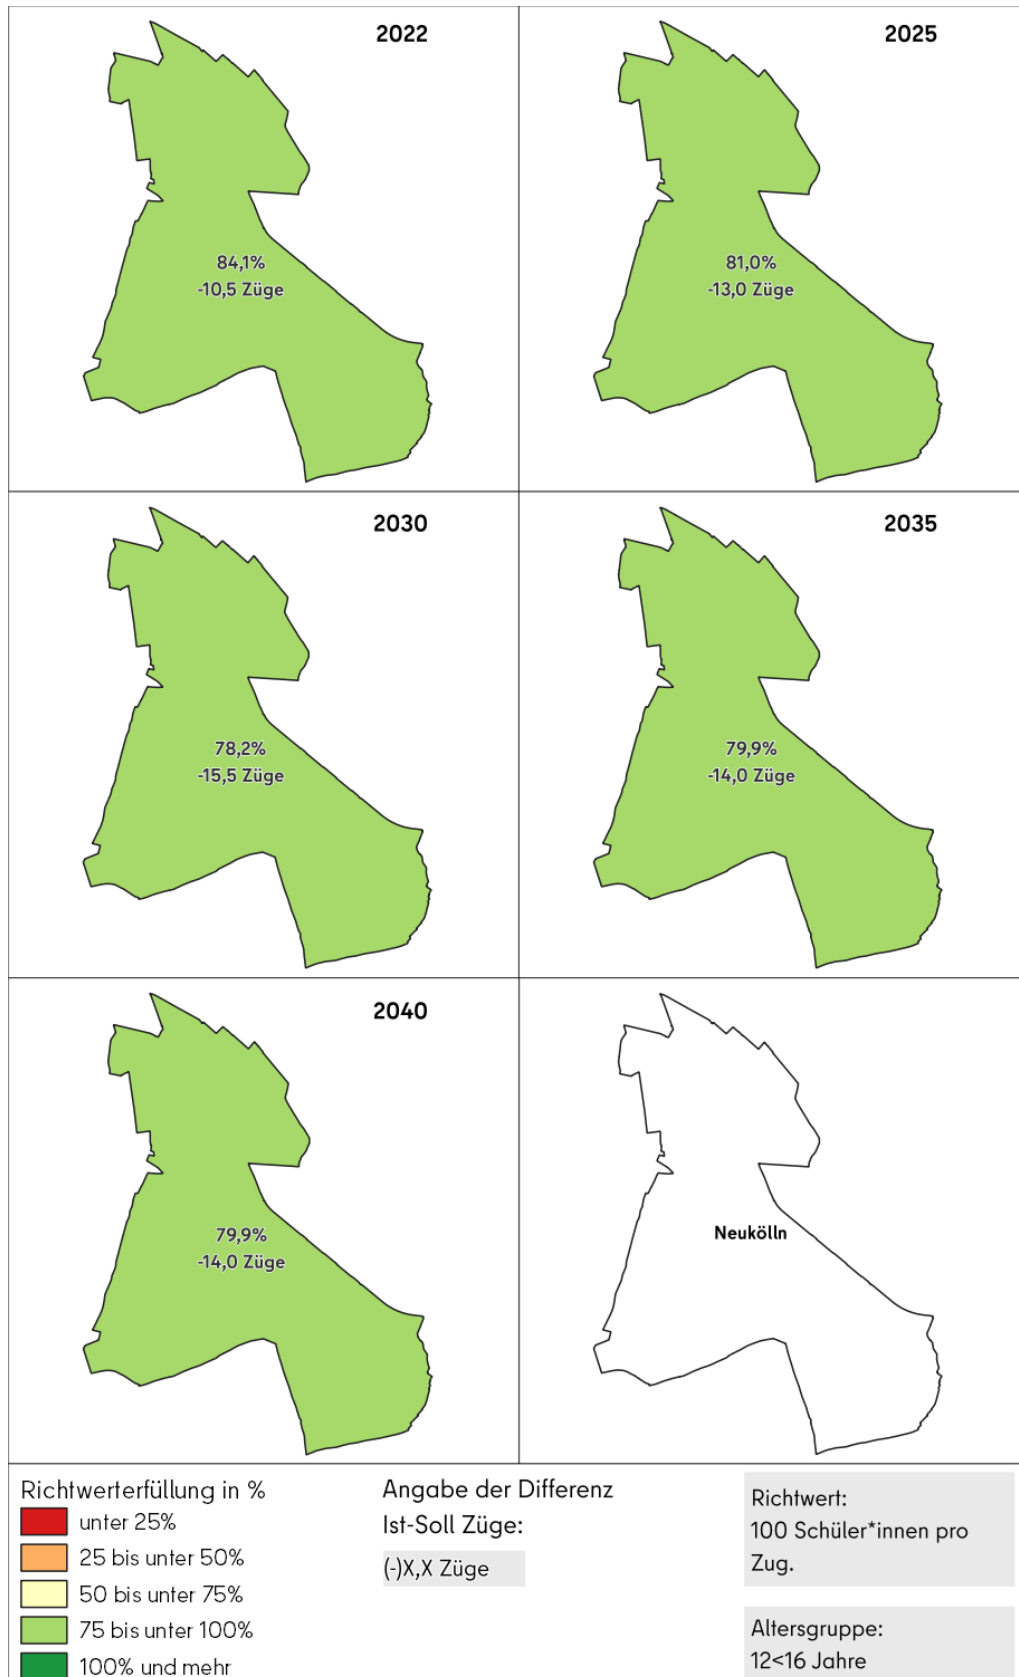 2022
84,1%
-10,5 Züge
2025
81,0%
-13,0 Züge
2030
78,2%
-15,5 Züge
2035
79,9%
-14,0 Züge
2040
79,9%
-14,0 Züge
Neukölln
Richtwerterfüllung in %
unter 25%
25 bis unter 50%
50 bis unter 75%
75 bis unter 100%
100% und mehr
Angabe der Differenz
Ist-Soll Züge:
(-)X,X Züge
Richtwert:
100 Schüler*innen pro
Zug.
Altersgruppe:
12<16 Jahre